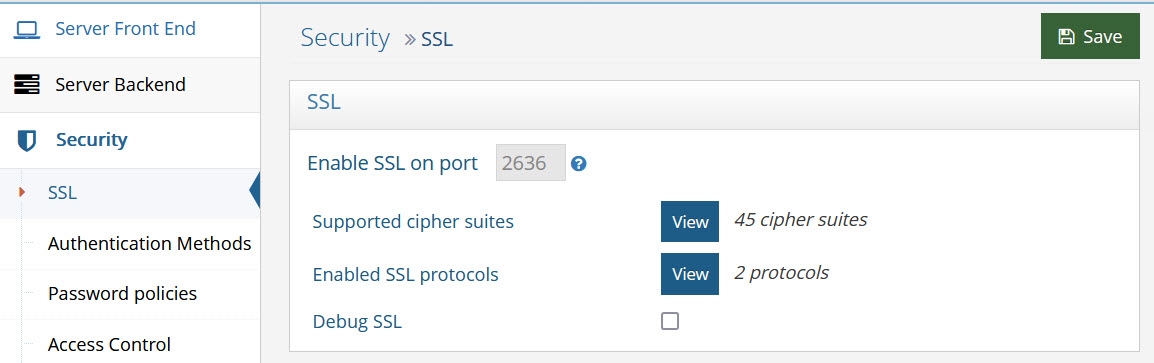 Server Front End
Server Backend
Security
SSL
Authentication Methods
Password policies
Access Control
Security » SSL
Save
SSL
Enable SSL on port 2636 ?
Supported cipher suites View 45 cipher suites
Enabled SSL protocols View 2 protocols
Debug SSL